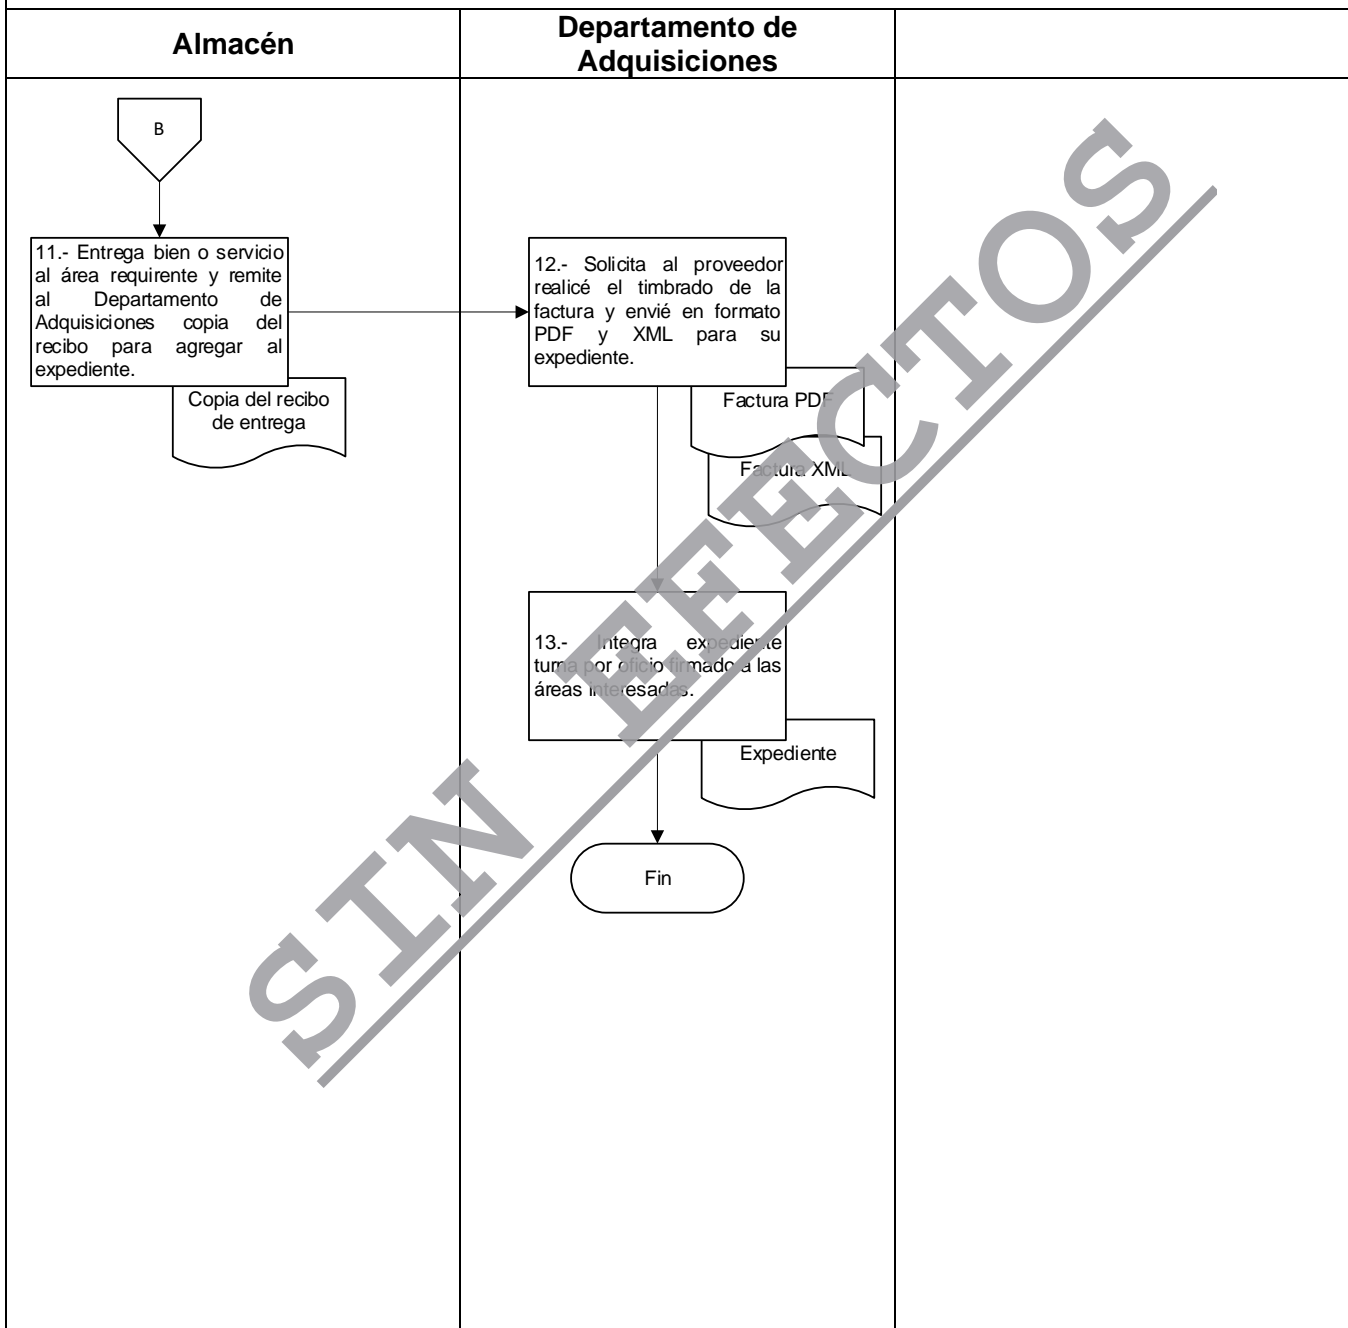 Almacén
Departamento de
Adquisiciones
B
11.- Entrega bien o servicio
al área requirente y remite
al Departamento de
Adquisiciones copia del
recibo para agregar al
expediente.
Copia del recibo
de entrega
12.- Solicita al proveedor
realicé el timbrado de la
factura y envié en formato
PDF y XML para su
expediente.
Factura PDF
Factura XML
13.- Integra expediente
turna por oficio firmado a las
áreas interesadas.
Expediente
Fin
SIN EFECTOS